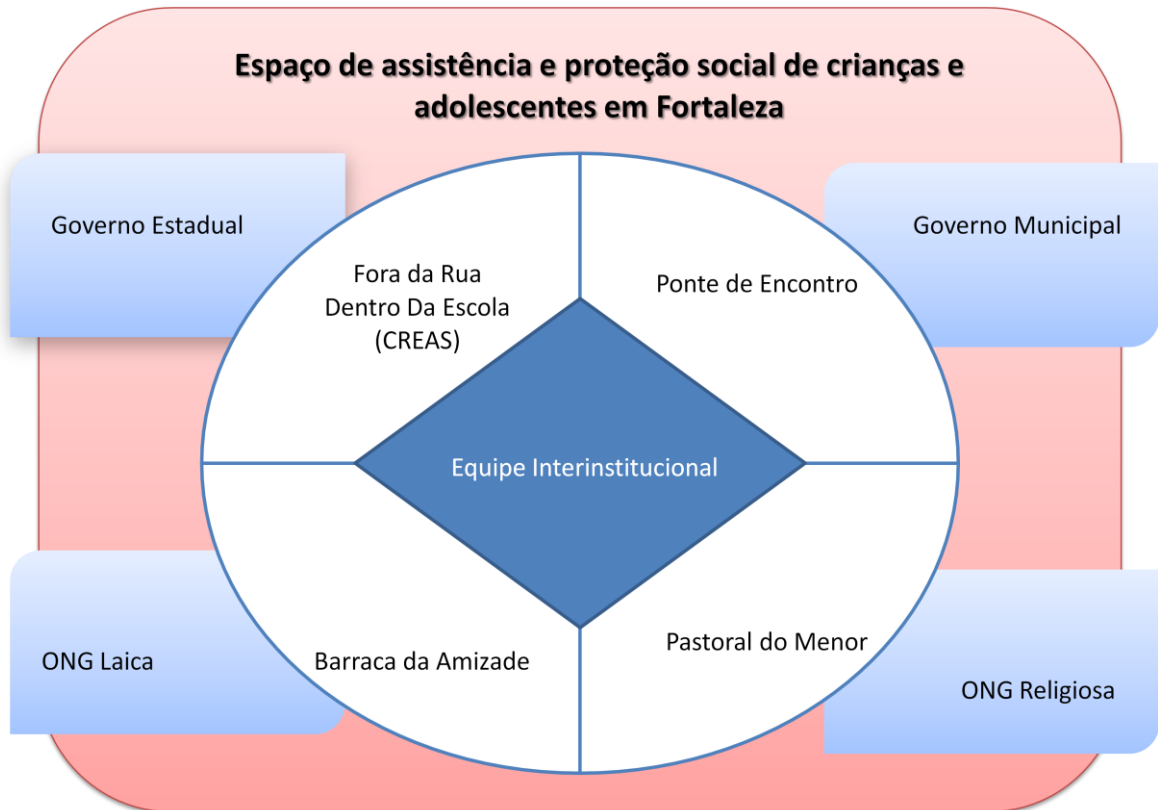 Espaço de assistência e proteção social de crianças e
adolescentes em Fortaleza
Governo Estadual
Governo Municipal
Fora da Rua
Dentro Da Escola
(CREAS)
Ponte de Encontro
Equipe Interinstitucional
ONG Laica
Barraca da Amizade
Pastoral do Menor
ONG Religiosa